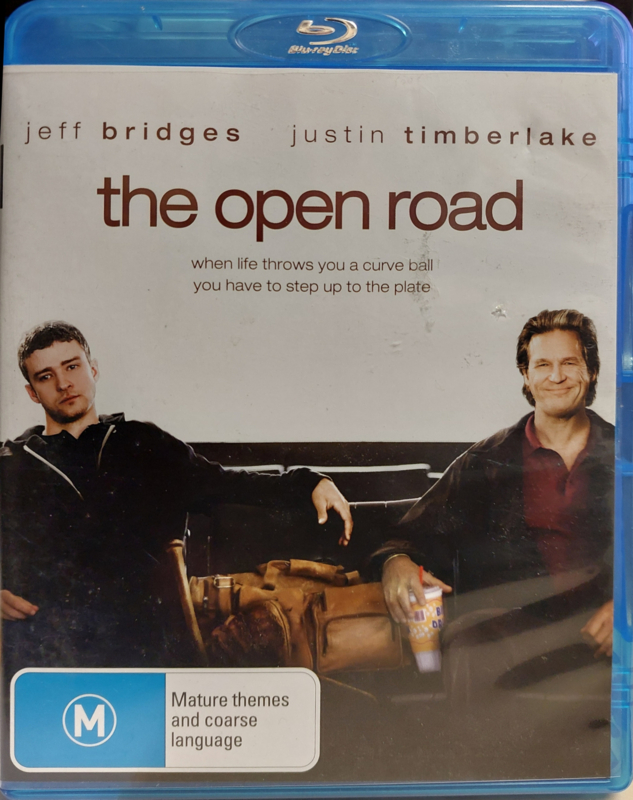 Blu-ray Disc
jeff bridges justin timberlake
the open road
when life throws you a curve ball
you have to step up to the plate
M
Mature themes
and coarse
language